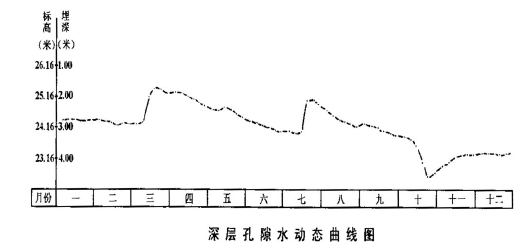 标高(米) 埋深(米)
26.16 1.00
25.16 2.00
24.16 3.00
23.16 4.00
月份 一 二 三 四 五 六 七 八 九 十 十一 十二
深层孔隙水动态曲线图